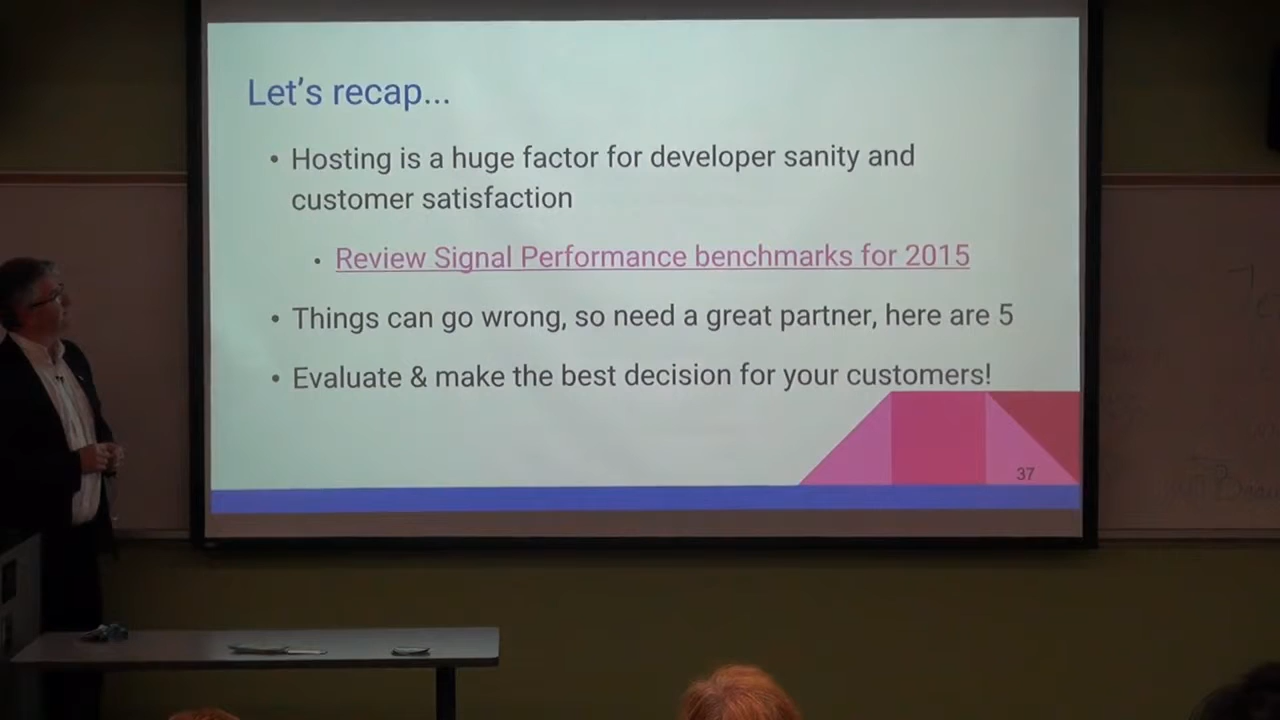 Let's recap...
• Hosting is a huge factor for developer sanity and
customer satisfaction
• Review Signal Performance benchmarks for 2015
• Things can go wrong, so need a great partner, here are 5
• Evaluate & make the best decision for your customers!
37